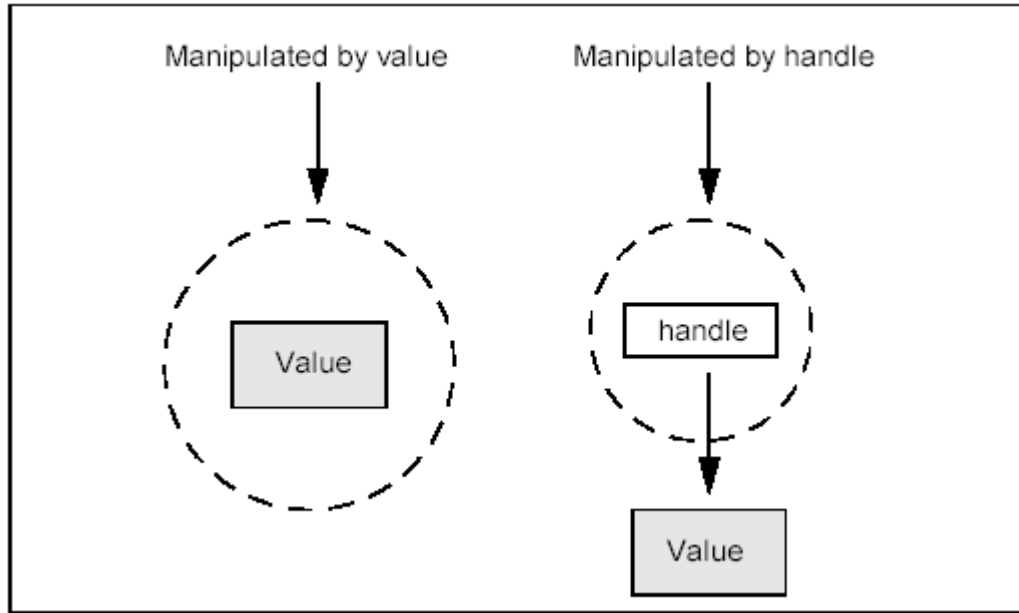 Manipulated by value
Manipulated by handle
Value
handle
Value